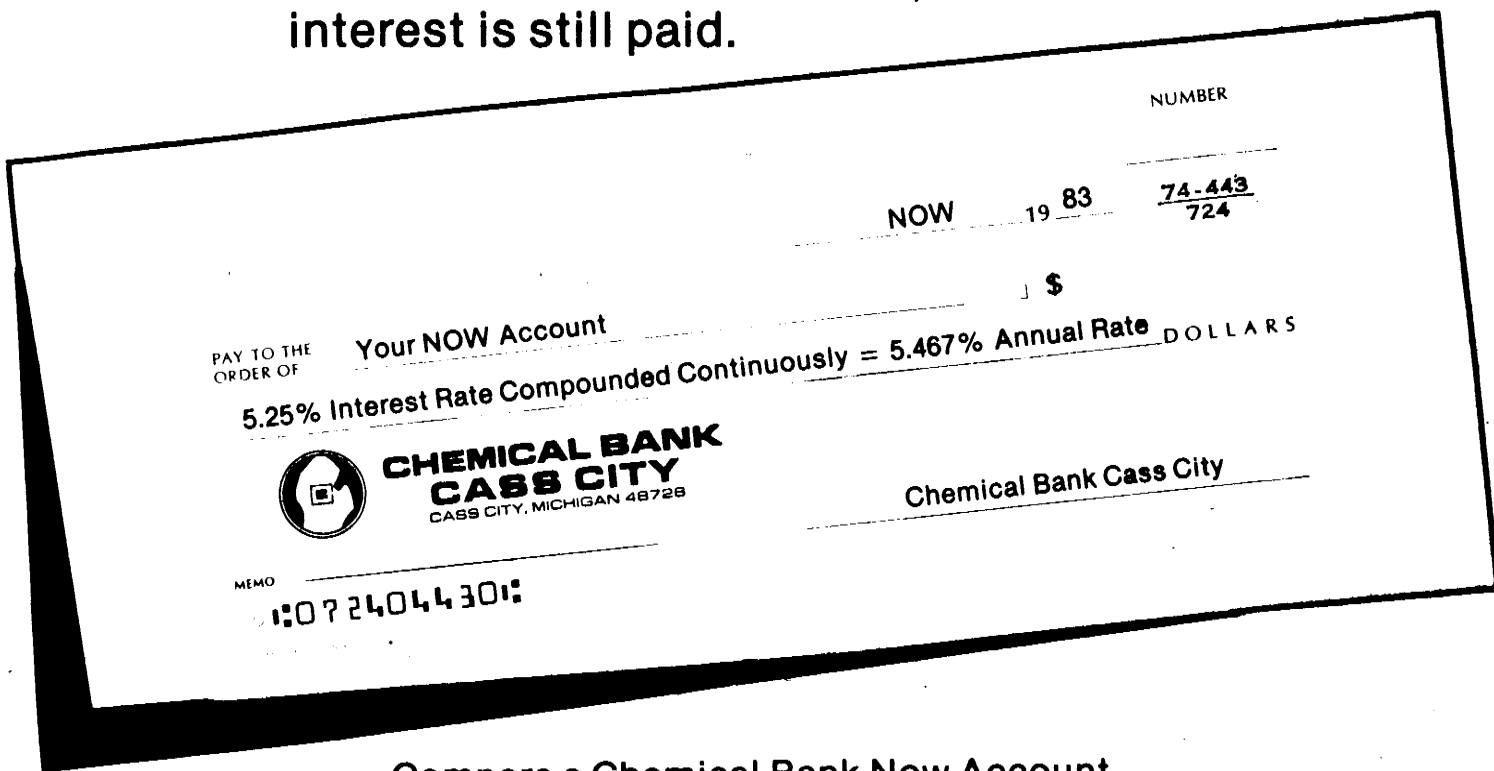 interest is still paid.
NUMBER
NOW 19 83 74-443
724
PAY TO THE
ORDER OF Your NOW Account $
5.25% Interest Rate Compounded Continuously = 5.467% Annual Rate DOLLARS
CHEMICAL BANK
CASS CITY
CASS CITY, MICHIGAN 48726
Chemical Bank Cass City
MEMO
⑆072404430⑆
Compare a Chemical Bank Now Account